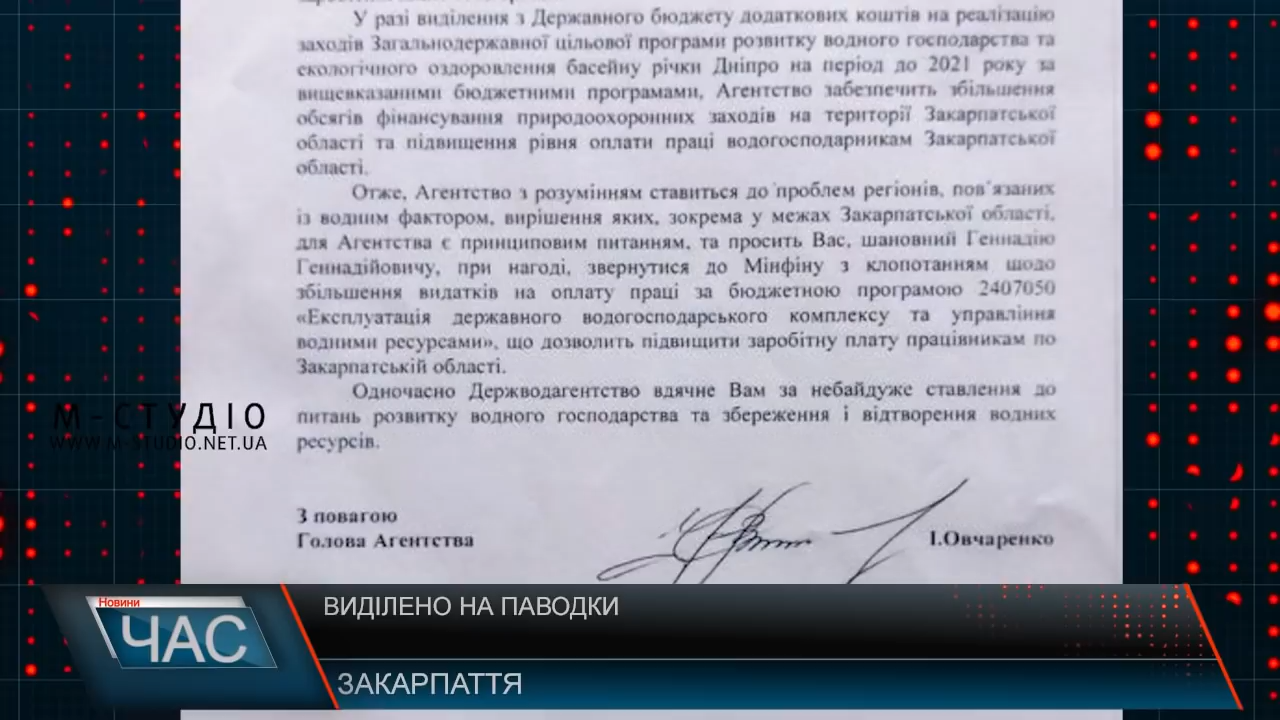 У разі виділення з Державного бюджету додаткових коштів на реалізацію
заходів Загальнодержавної цільової програми розвитку водного господарства та
екологічного оздоровлення басейну річки Дніпро на період до 2021 року за
вищевказаними бюджетними програмами, Агентство забезпечить збільшення
обсягів фінансування природоохоронних заходів на території Закарпатської
області та підвищення рівня оплати праці водогосподарникам Закарпатської
області.
Отже, Агентство з розумінням ставиться до проблем регіонів, пов'язаних
із водним фактором, вирішення яких, зокрема у межах Закарпатської області,
для Агентства є принциповим питанням, та просить Вас, шановний Геннадію
Геннадійовичу, при нагоді, звернутися до Мінфіну з клопотанням щодо
збільшення видатків на оплату праці за бюджетною програмою 2407050
«Експлуатація державного водогосподарського комплексу та управління
водними ресурсами», що дозволить підвищити заробітну плату працівникам по
Закарпатській області.
Одночасно Держводагентство вдячне Вам за небайдуже ставлення до
питань розвитку водного господарства та збереження і відтворення водних
ресурсів.
М-СТУДІО
WWW.M-STUDIO.NET.UA
З повагою
Голова Агентства
І.Овчаренко
Новини
ЧАС
ВИДІЛЕНО НА ПАВОДКИ
ЗАКАРПАТТЯ